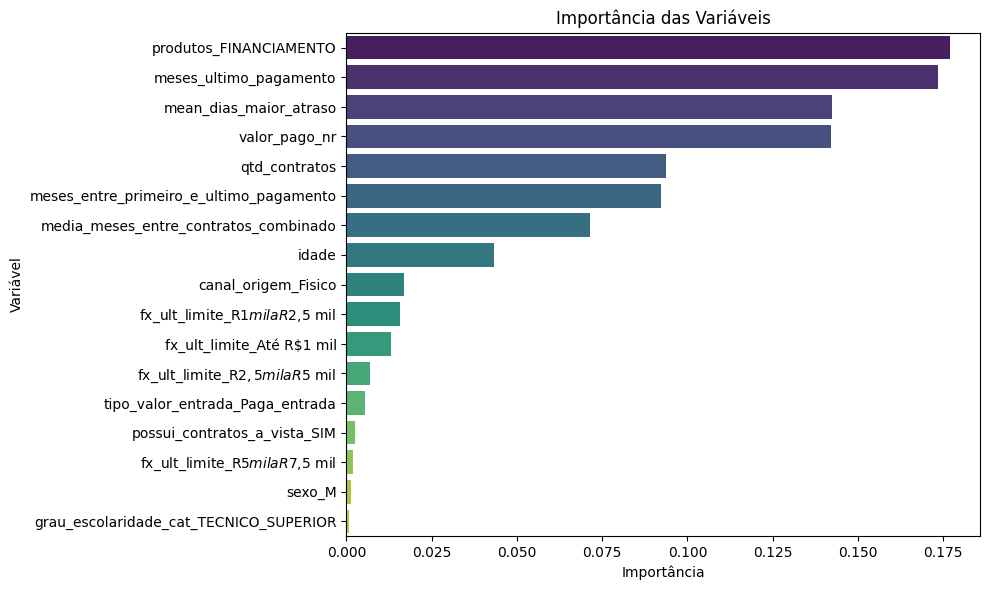 Importância das Variáveis
produtos_FINANCIAMENTO
meses_ultimo_pagamento
mean_dias_maior_atraso
valor_pago_nr
qtd_contratos
meses_entre_primeiro_e_ultimo_pagamento
media_meses_entre_contratos_combinado
idade
canal_origem_Fisico
fx_ult_limite_R1milaR2,5 mil
fx_ult_limite_Até R$1 mil
fx_ult_limite_R2,5milaR5 mil
tipo_valor_entrada_Paga_entrada
possui_contratos_a_vista_SIM
fx_ult_limite_R5milaR7,5 mil
sexo_M
grau_escolaridade_cat_TECNICO_SUPERIOR
Variável
0.000 0.025 0.050 0.075 0.100 0.125 0.150 0.175
Importância